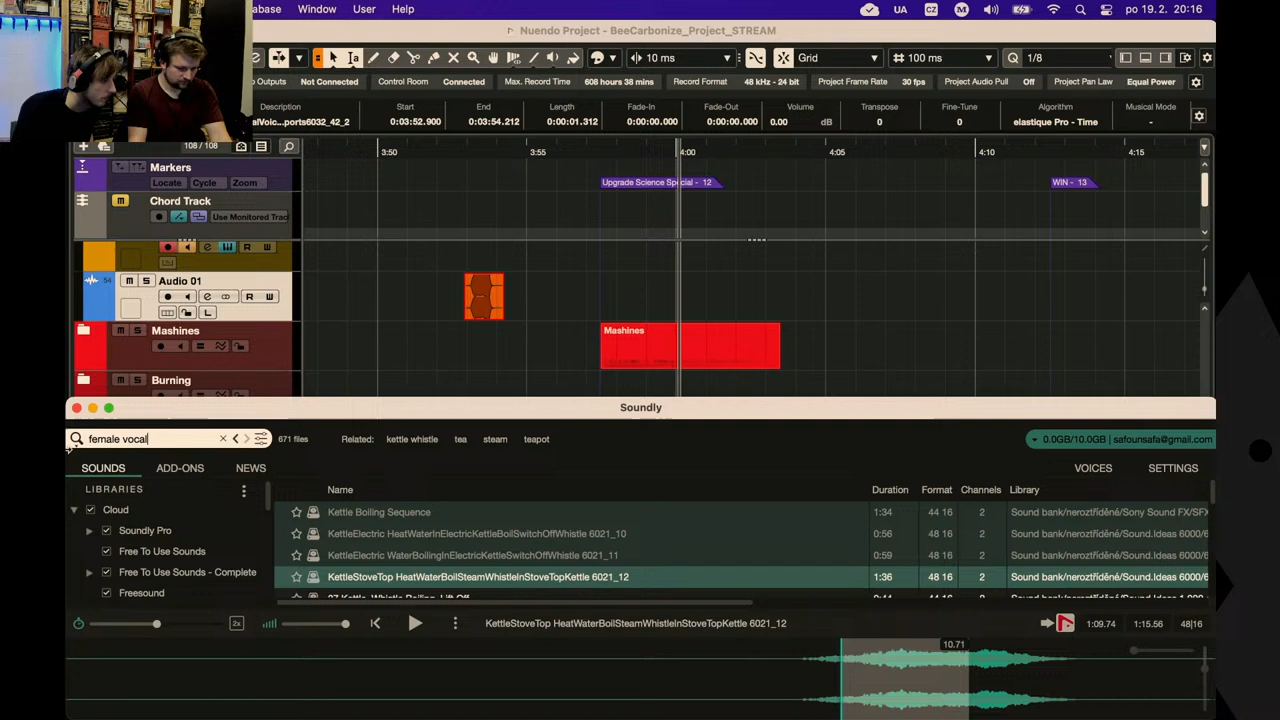 abase Window User Help UA CZ po 19.2. 20:16
Nuendo Project - BeeCarbonize_Project_STREAM
10 ms Grid 100 ms 1/8
o Outputs Not Connected Control Room Connected Max. Record Time 608 hours 38 mins Record Format 48 kHz - 24 bit Project Frame Rate 30 fps Project Audio Pull Off Project Pan Law Equal Power
Description Start End Length Fade-In Fade-Out Volume Transpose Fine-Tune Algorithm Musical Mode
alVoic...ports6032_42_2 0:03:52.900 0:03:54.212 0:00:01.312 0:00:00.000 0:00:00.000 0.00 dB 0 0 elastique Pro - Time -
108 / 108 3:50 3:55 4:00 4:05 4:10 4:15
Markers
Locate Cycle Zoom
Upgrade Science Special - 12 WIN - 13
Chord Track
Use Monitored Trac
R W
54 M S Audio 01
R W
L
M S Mashines
Mashines
M S Burning
Soundly
female vocal 671 files Related: kettle whistle tea steam teapot 0.0GB/10.0GB | safounsafa@gmail.com
SOUNDS ADD-ONS NEWS VOICES SETTINGS
LIBRARIES Name Duration Format Channels Library
Cloud Kettle Boiling Sequence 1:34 44 16 2 Sound bank/neroztříděné/Sony Sound FX/SFX
Soundly Pro KettleElectric HeatWaterInElectricKettleBoilSwitchOffWhistle 6021_10 0:56 48 16 2 Sound bank/neroztříděné/Sound.Ideas 6000/6
Free To Use Sounds KettleElectric WaterBoilingInElectricKettleSwitchOffWhistle 6021_11 0:59 48 16 2 Sound bank/neroztříděné/Sound.Ideas 6000/6
Free To Use Sounds - Complete KettleStoveTop HeatWaterBoilSteamWhistleInStoveTopKettle 6021_12 1:36 48 16 2 Sound bank/neroztříděné/Sound.Ideas 6000/6
Freesound
2x KettleStoveTop HeatWaterBoilSteamWhistleInStoveTopKettle 6021_12 1:09.74 1:15.56 48|16
10.71